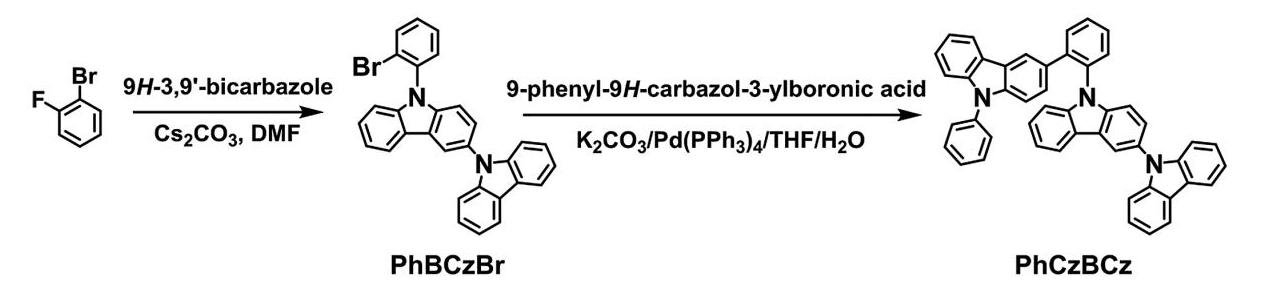 F
Br
9H-3,9'-bicarbazole
Cs₂CO₃, DMF
Br
N
N
PhBCzBr
9-phenyl-9H-carbazol-3-ylboronic acid
K₂CO₃/Pd(PPh₃)₄/THF/H₂O
N
N
N
PhCzBCz